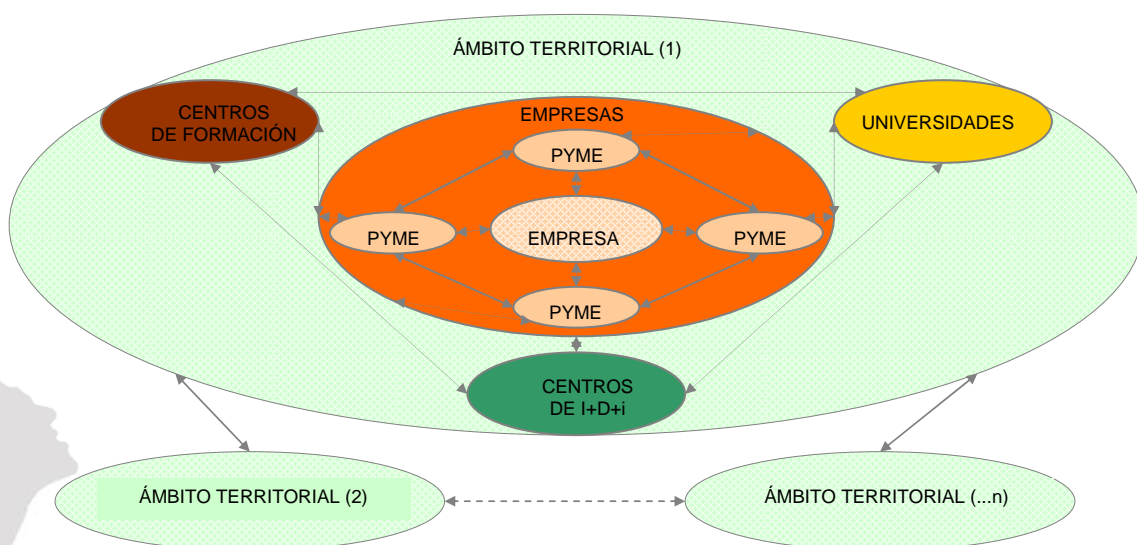 ÁMBITO TERRITORIAL (1)
CENTROS
DE FORMACIÓN
EMPRESAS
UNIVERSIDADES
PYME
PYME
EMPRESA
PYME
PYME
CENTROS
DE I+D+i
ÁMBITO TERRITORIAL (2)
ÁMBITO TERRITORIAL (...n)